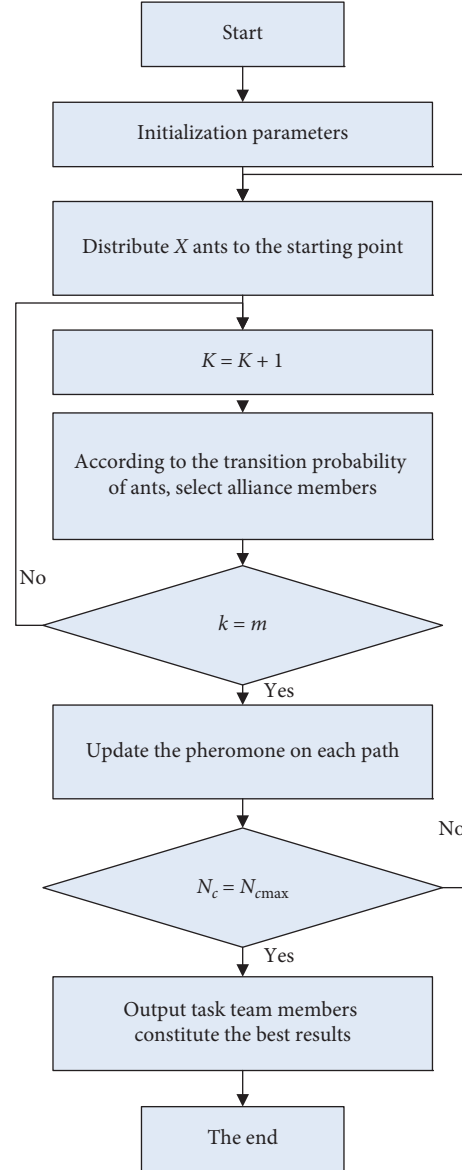 Start
Initialization parameters
Distribute X ants to the starting point
K = K + 1
According to the transition probability
of ants, select alliance members
No
k = m
Yes
Update the pheromone on each path
No
Nc = Ncmax
Yes
Output task team members
constitute the best results
The end